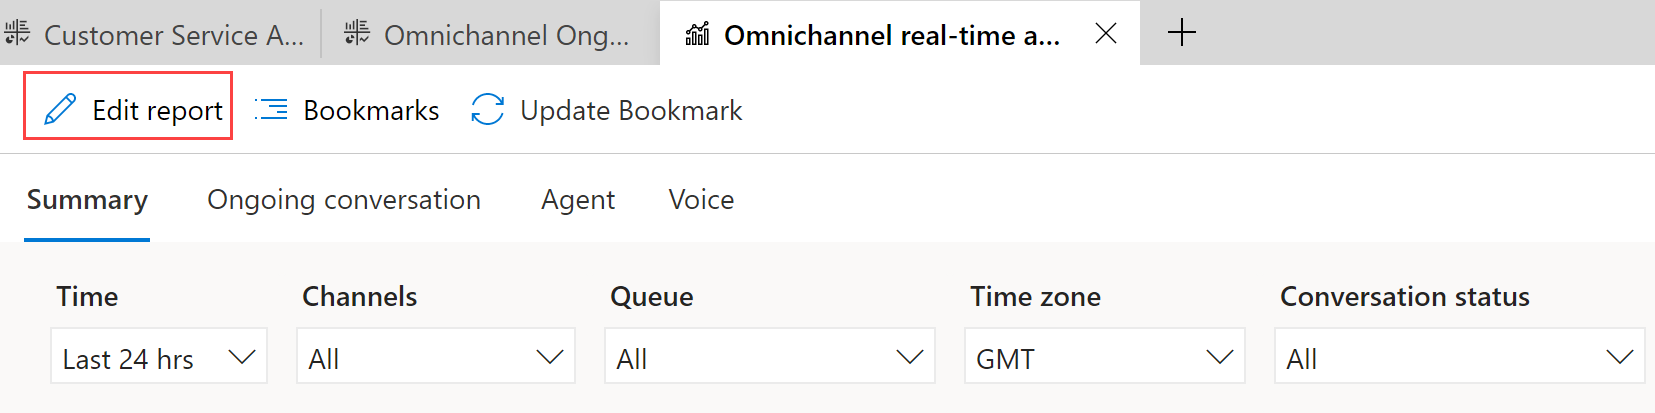 Customer Service A...
Omnichannel Ong...
Omnichannel real-time a...
Edit report
Bookmarks
Update Bookmark
Summary
Ongoing conversation
Agent
Voice
Time
Channels
Queue
Time zone
Conversation status
Last 24 hrs
All
All
GMT
All